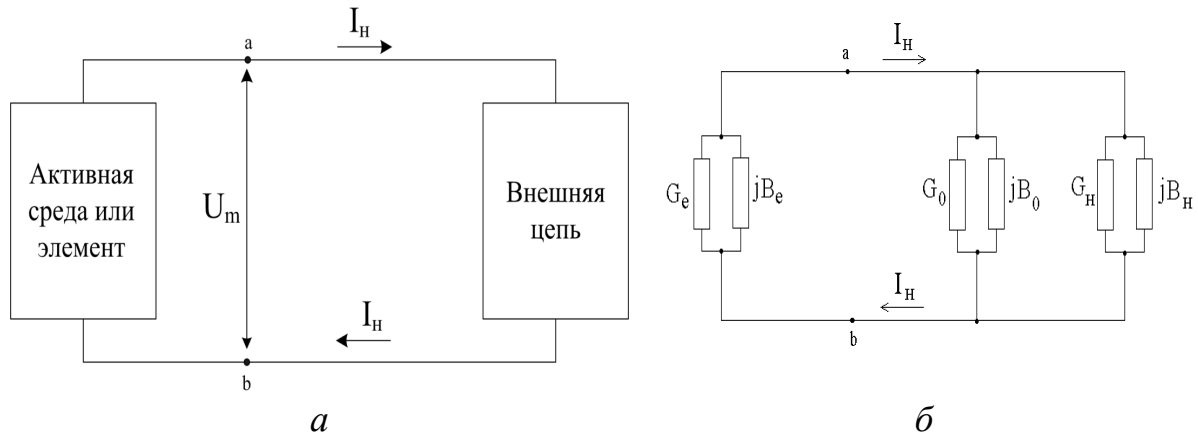 Iн
a
Активная
среда или
элемент
Um
Внешняя
цепь
Iн
b
а
Iн
a
Ge
jBe
G0
jB0
Gн
jBн
Iн
b
б